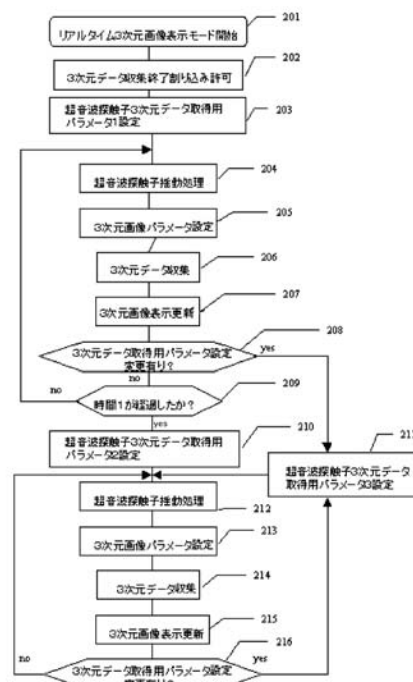 201
リアルタイム3次元画像表示モード開始
202
3次元データ収集終了割り込み許可
203
超音波探触子3次元データ取得用
パラメータ1設定
204
超音波探触子揺動処理
205
3次元画像パラメータ設定
206
3次元データ収集
207
3次元画像表示更新
208
3次元データ取得用パラメータ設定
変更有り?
yes
no
209
no
時間1が経過したか?
yes
210
超音波探触子3次元データ取得用
パラメータ2設定
211
超音波探触子3次元データ
取得用パラメータ3設定
超音波探触子揺動処理
212
213
3次元画像パラメータ設定
214
3次元データ収集
215
3次元画像表示更新
216
no
3次元データ取得用パラメータ設定
yes
変更有り?